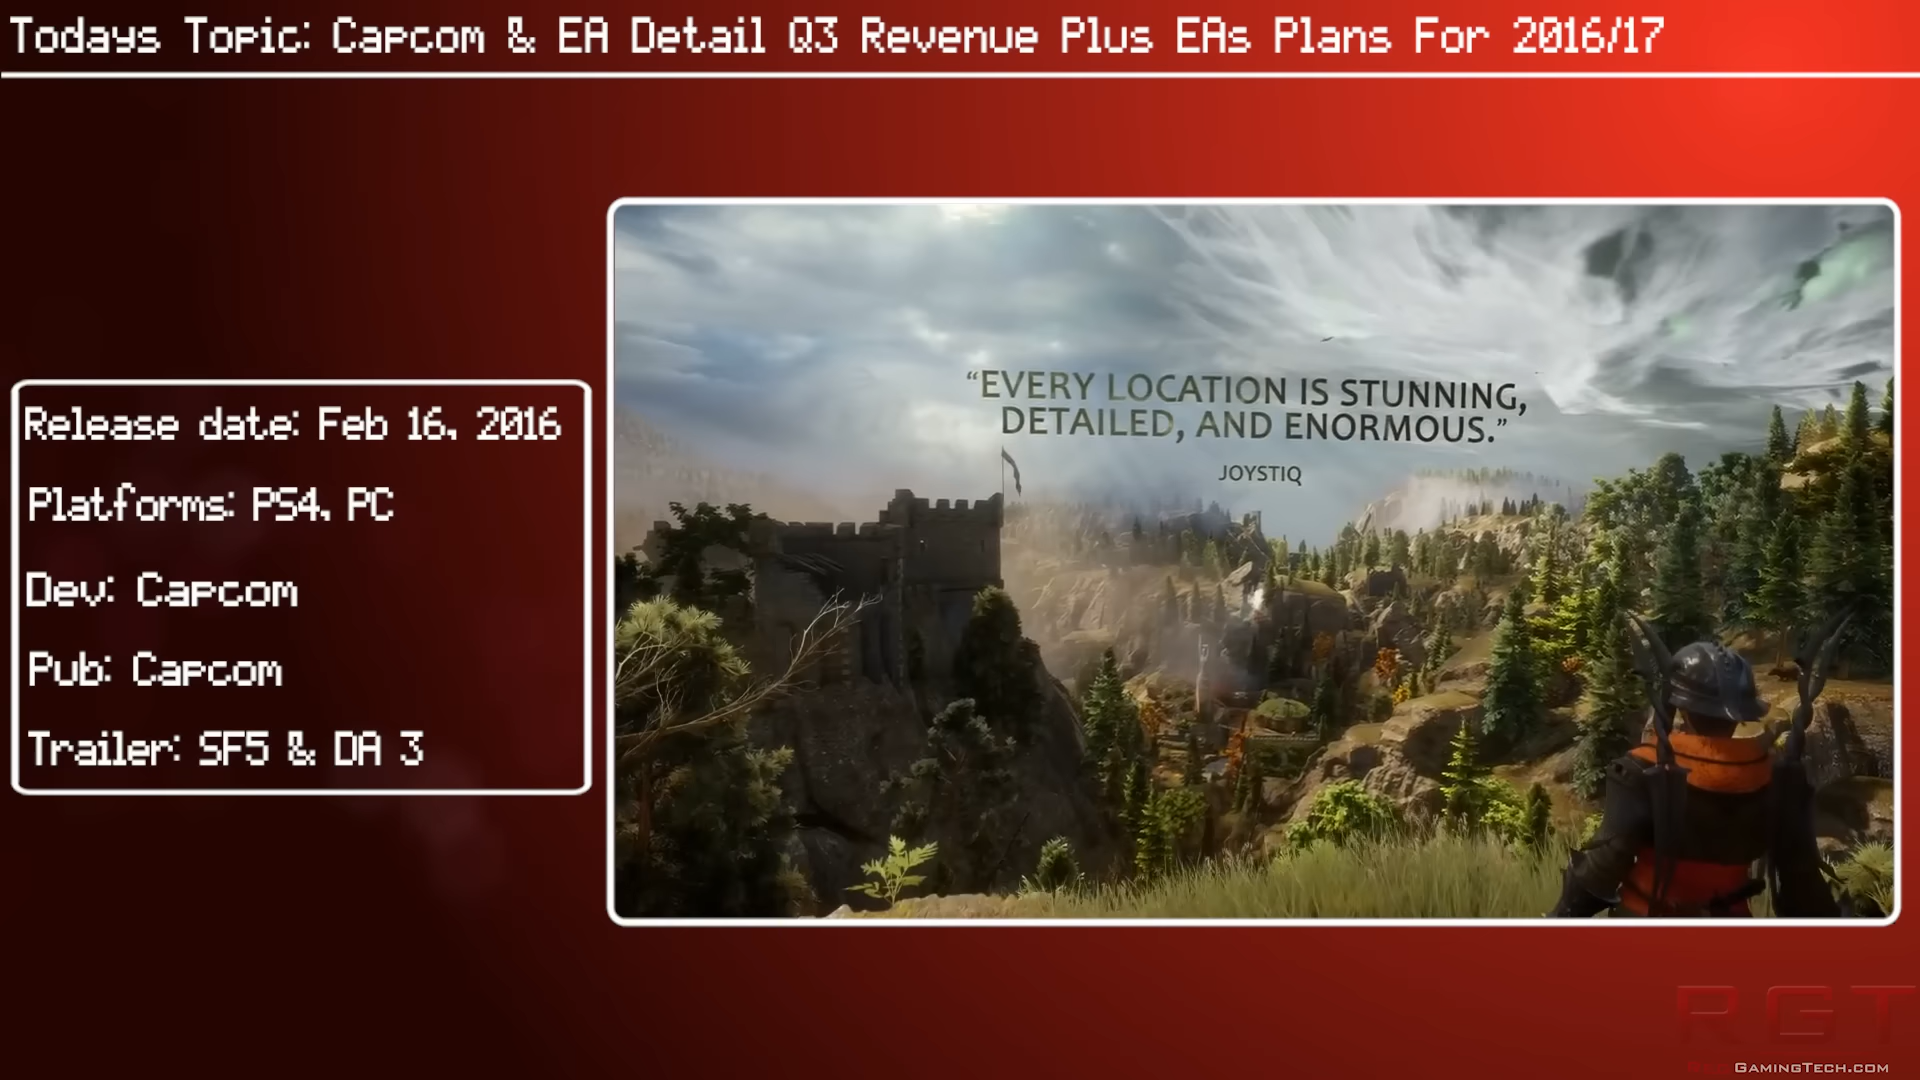 Todays Topic: Capcom & EA Detail Q3 Revenue Plus EAs Plans For 2016/17
Release date: Feb 16, 2016
Platforms: PS4, PC
Dev: Capcom
Pub: Capcom
Trailer: SF5 & DA 3
“EVERY LOCATION IS STUNNING,
DETAILED, AND ENORMOUS.”
JOYSTIQ
RGT
GAMINGTECH.COM